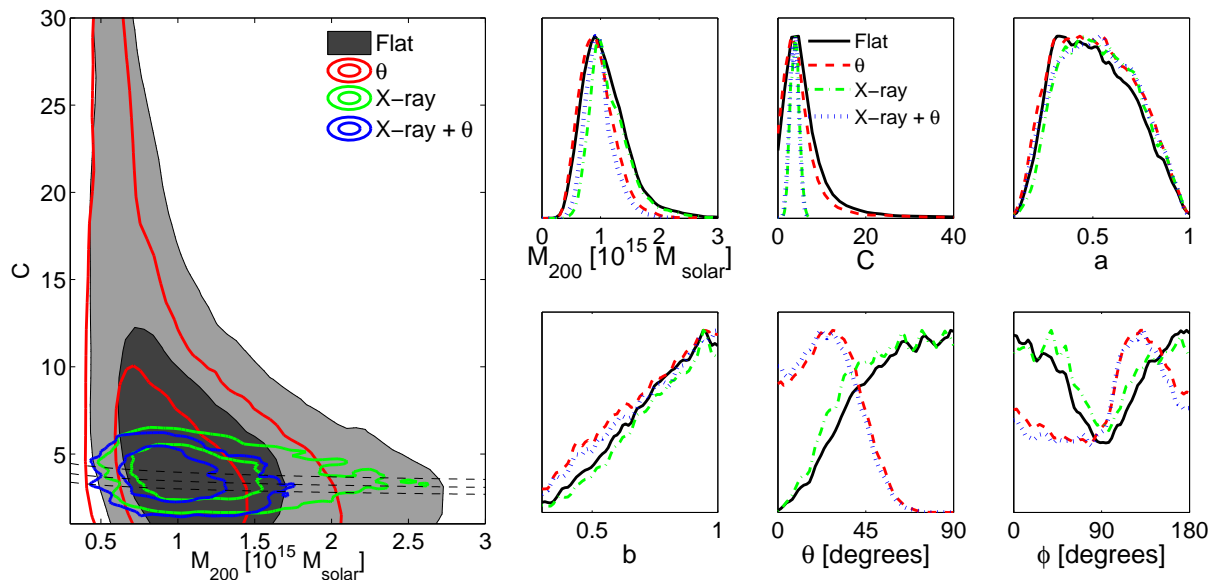 30
25
20
15
10
5
C
0.5 1 1.5 2 2.5 3
M200 [10^15 Msolar]
Flat
θ
X−ray
X−ray + θ
0 1 2 3
M200 [10^15 Msolar]
Flat
θ
X−ray
X−ray + θ
0 20 40
C
0.5 1
a
0.5 1
b
0 45 90
θ [degrees]
0 90 180
ϕ [degrees]